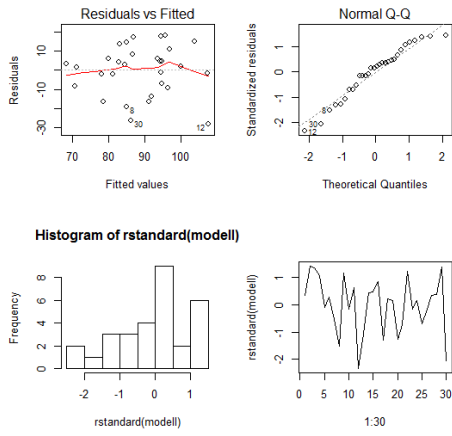 Residuals vs Fitted
Residuals
10
-10
-30
8
30
12
70 80 90 100
Fitted values
Normal Q-Q
Standardized residuals
1
0
-1
-2
8
30
12
-2 -1 0 1 2
Theoretical Quantiles
Histogram of rstandard(modell)
Frequency
8
6
4
2
0
-2 -1 0 1
rstandard(modell)
rstandard(modell)
1
0
-1
-2
0 5 10 15 20 25 30
1:30